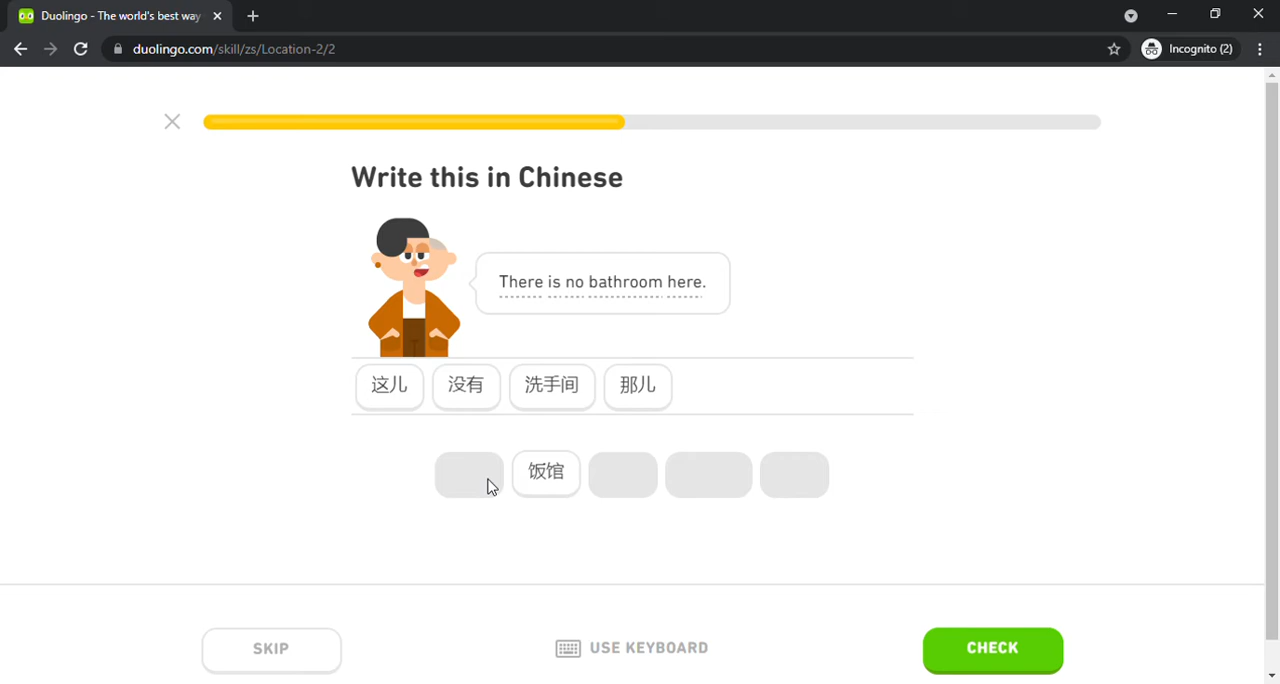 Duolingo - The world's best way
duolingo.com/skill/zs/Location-2/2
Incognito (2)
Write this in Chinese
There is no bathroom here.
这儿 没有 洗手间 那儿
饭馆
SKIP USE KEYBOARD CHECK